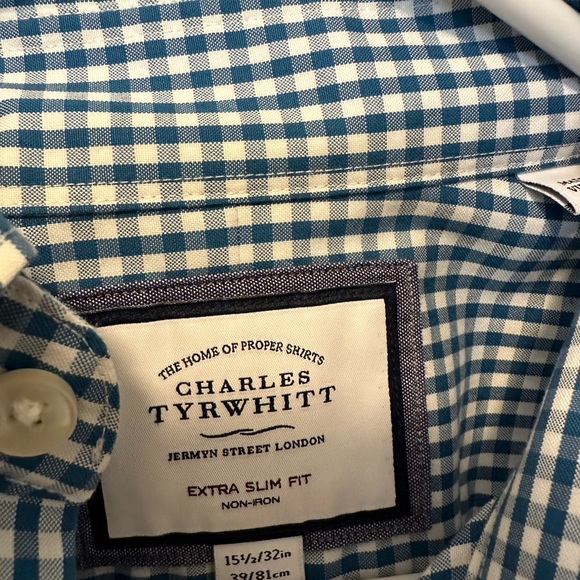 THE HOME OF PROPER SHIRTS
CHARLES
TYRWHITT
JERMYN STREET LONDON
EXTRA SLIM FIT
NON-IRON
15½/32in
39/81cm